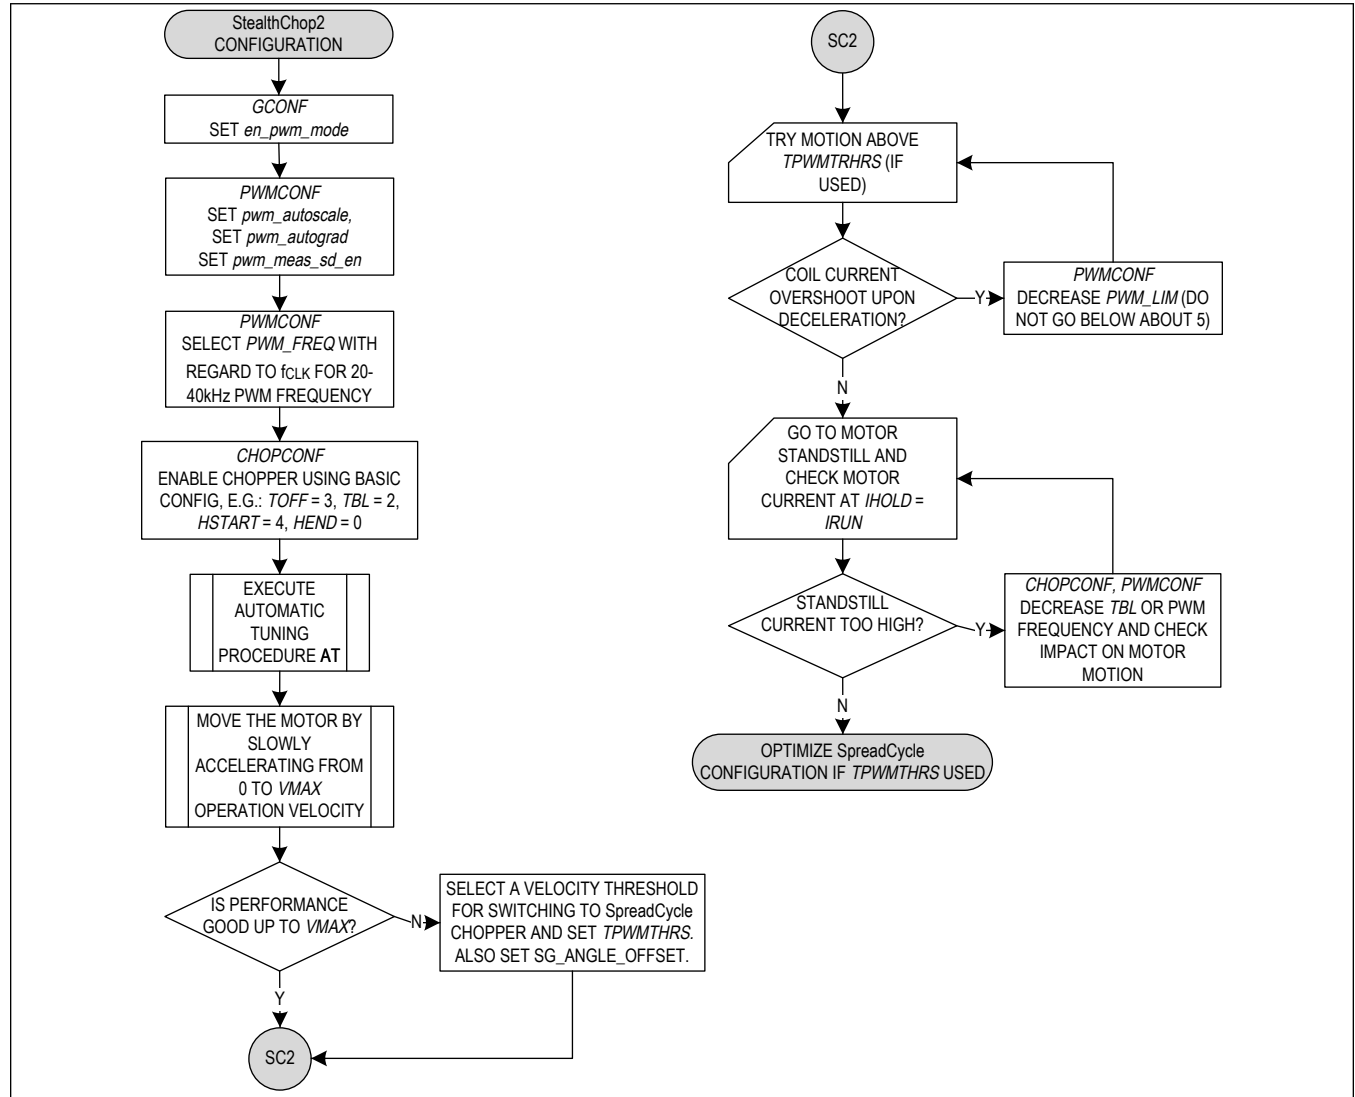 StealthChop2
CONFIGURATION
GCONF
SET en_pwm_mode
PWMCONF
SET pwm_autoscale,
SET pwm_autograd
SET pwm_meas_sd_en
PWMCONF
SELECT PWM_FREQ WITH
REGARD TO fCLK FOR 20-
40kHz PWM FREQUENCY
CHOPCONF
ENABLE CHOPPER USING BASIC
CONFIG, E.G.: TOFF = 3, TBL = 2,
HSTART = 4, HEND = 0
EXECUTE
AUTOMATIC
TUNING
PROCEDURE AT
MOVE THE MOTOR BY
SLOWLY
ACCELERATING FROM
0 TO VMAX
OPERATION VELOCITY
IS PERFORMANCE
GOOD UP TO VMAX?
N
SELECT A VELOCITY THRESHOLD
FOR SWITCHING TO SpreadCycle
CHOPPER AND SET TPWMTHRS.
ALSO SET SG_ANGLE_OFFSET.
Y
SC2
SC2
TRY MOTION ABOVE
TPWMTRHRS (IF
USED)
COIL CURRENT
OVERSHOOT UPON
DECELERATION?
Y
PWMCONF
DECREASE PWM_LIM (DO
NOT GO BELOW ABOUT 5)
N
GO TO MOTOR
STANDSTILL AND
CHECK MOTOR
CURRENT AT IHOLD =
IRUN
STANDSTILL
CURRENT TOO HIGH?
Y
CHOPCONF, PWMCONF
DECREASE TBL OR PWM
FREQUENCY AND CHECK
IMPACT ON MOTOR
MOTION
N
OPTIMIZE SpreadCycle
CONFIGURATION IF TPWMTHRS USED